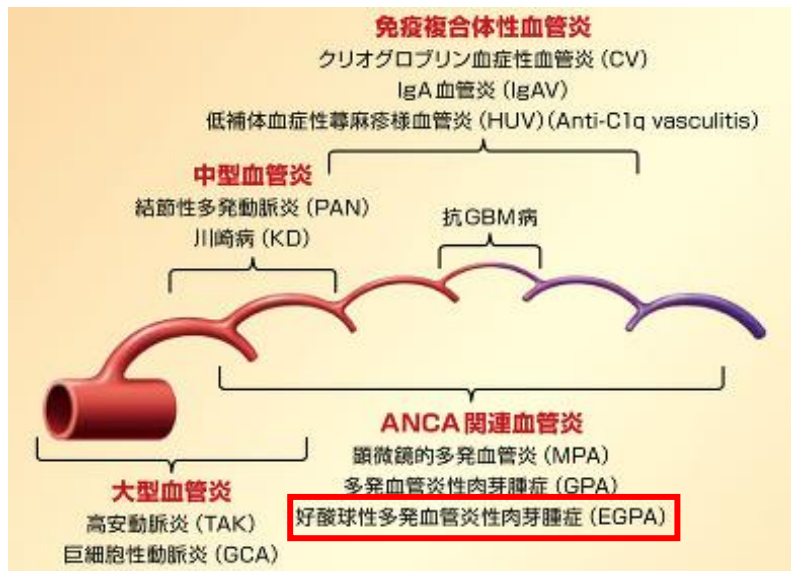 免疫複合体性血管炎
クリオグロブリン血症性血管炎(CV)
IgA血管炎(IgAV)
低補体血症性蕁麻疹様血管炎(HUV)(Anti-C1q vasculitis)
中型血管炎
結節性多発動脈炎(PAN)
川崎病(KD)
抗GBM病
ANCA関連血管炎
顕微鏡的多発血管炎(MPA)
多発血管炎性肉芽腫症(GPA)
好酸球性多発血管炎性肉芽腫症(EGPA)
大型血管炎
高安動脈炎(TAK)
巨細胞性動脈炎(GCA)